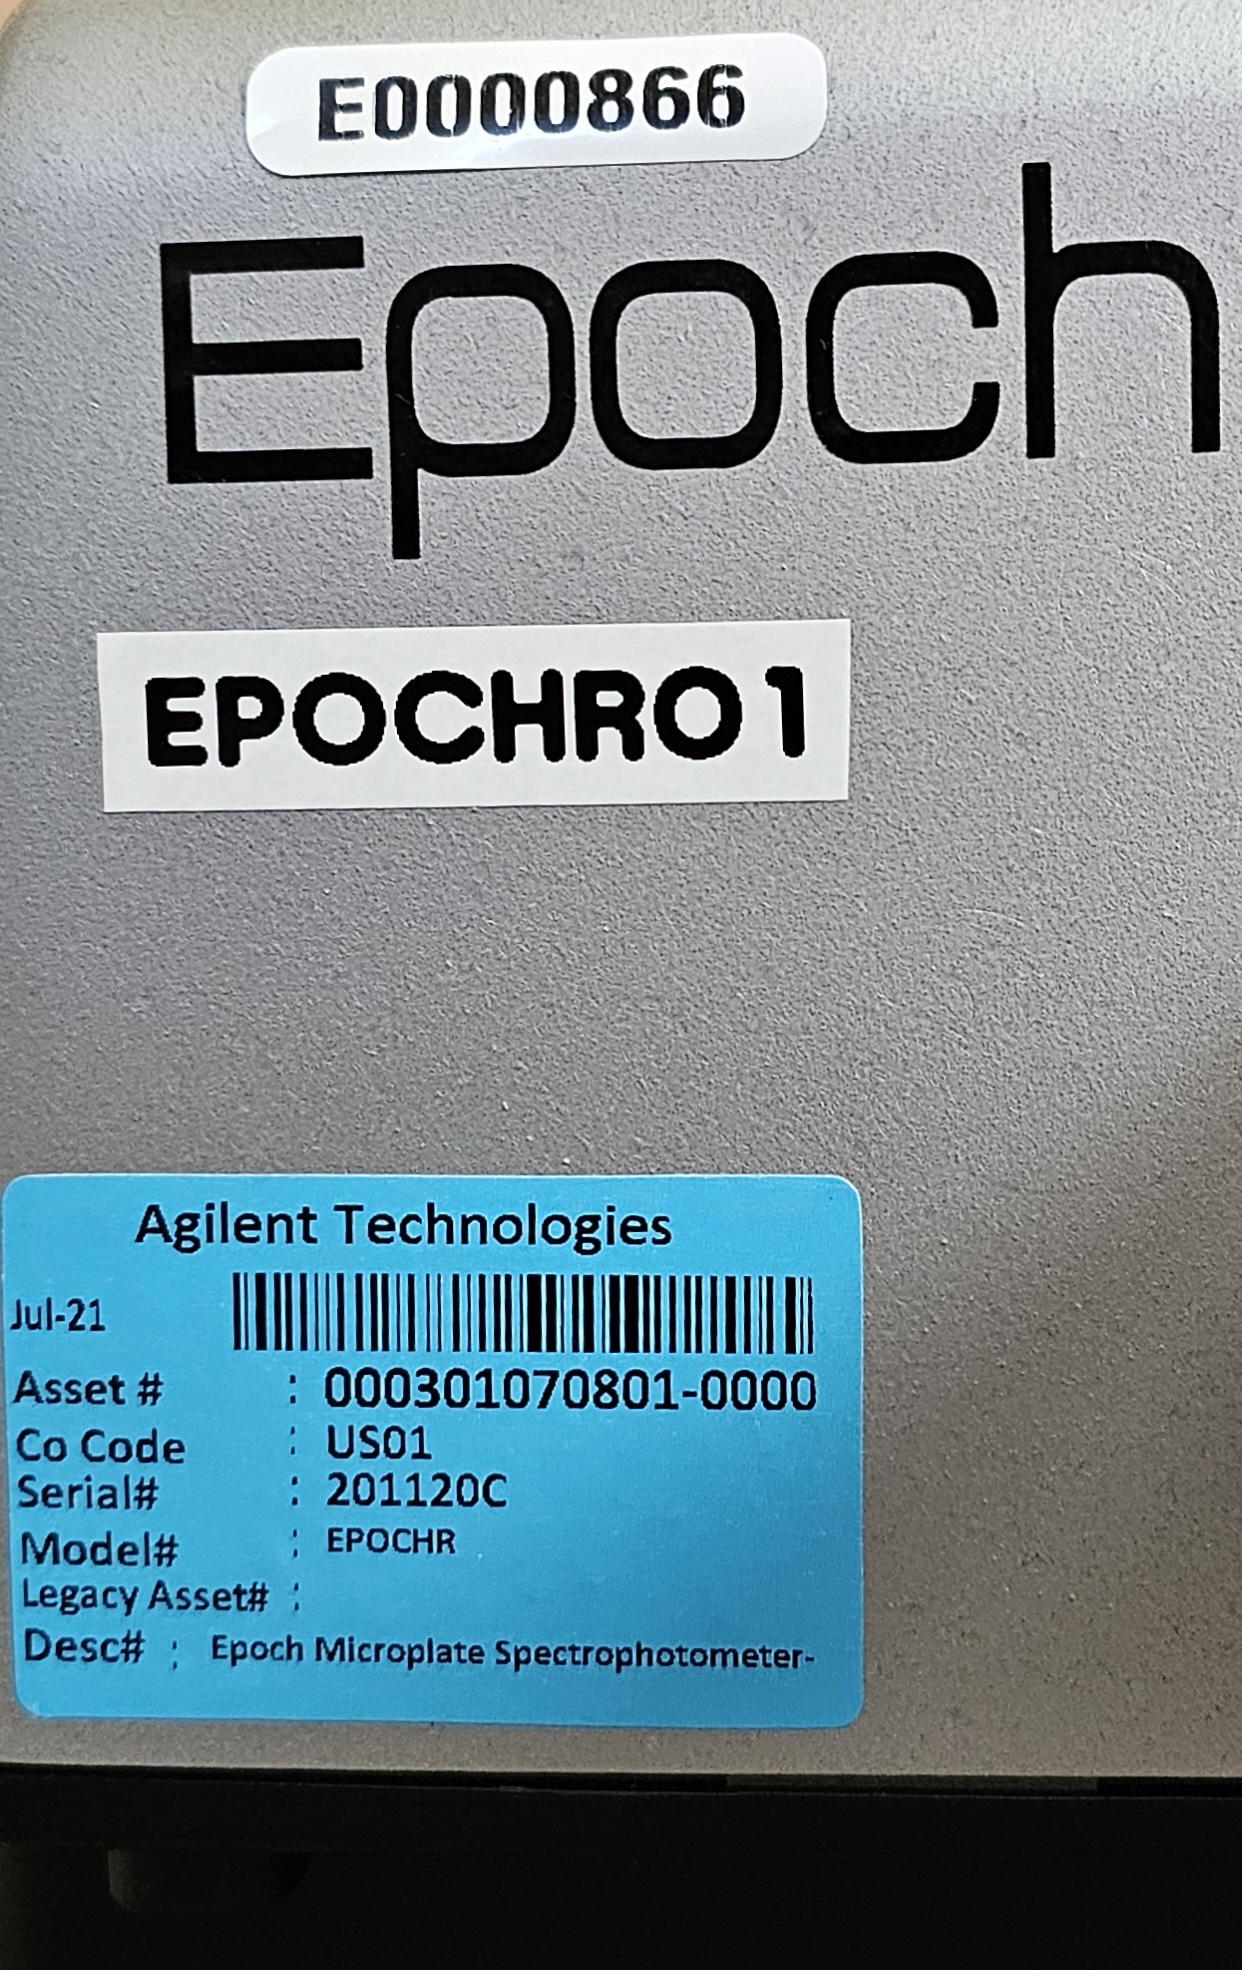 E0000866
Epoch
EPOCHR01
Agilent Technologies
Jul-21
Asset # : 000301070801-0000
Co Code : US01
Serial# : 201120C
Model# : EPOCHR
Legacy Asset# :
Desc# : Epoch Microplate Spectrophotometer-